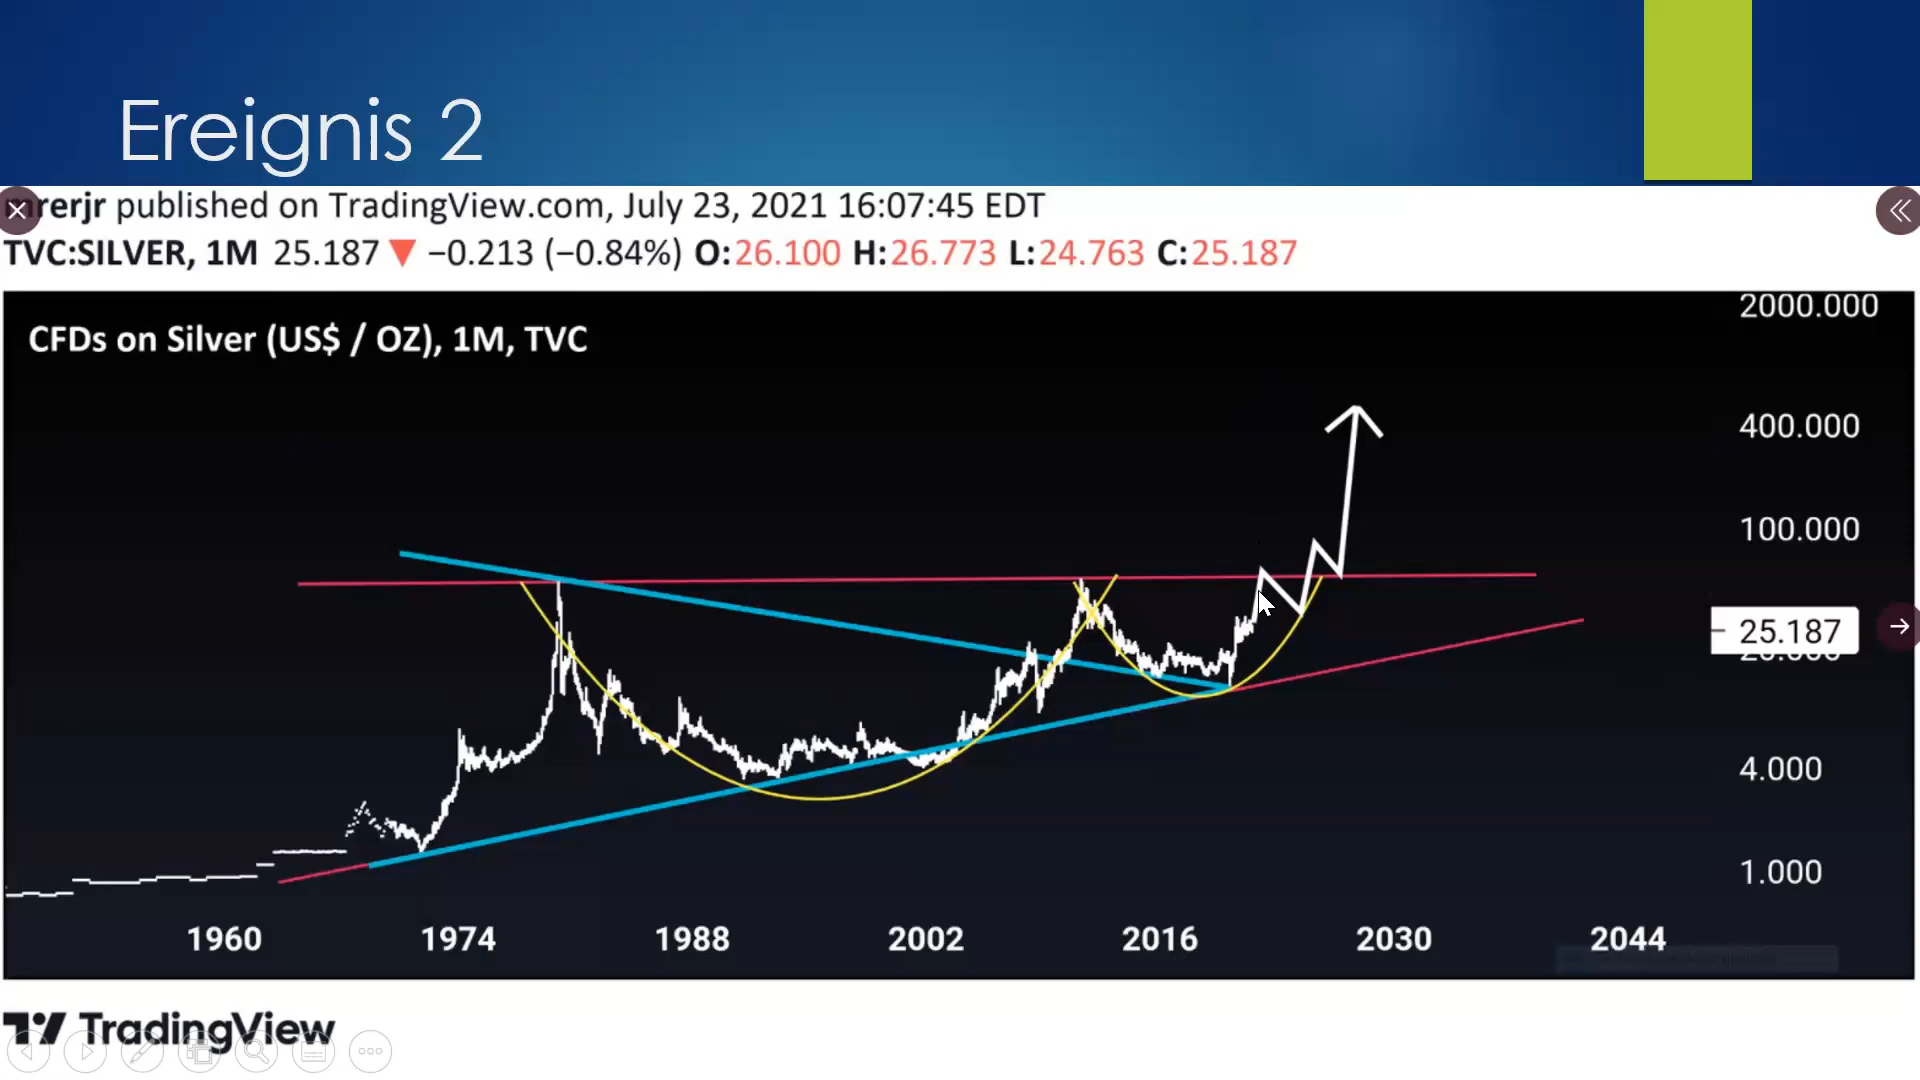 Ereignis 2
mrerjr published on TradingView.com, July 23, 2021 16:07:45 EDT
TVC:SILVER, 1M 25.187 ▼ −0.213 (−0.84%) O:26.100 H:26.773 L:24.763 C:25.187
CFDs on Silver (US$ / OZ), 1M, TVC
2000.000
400.000
100.000
25.187
4.000
1.000
1960 1974 1988 2002 2016 2030 2044
TradingView